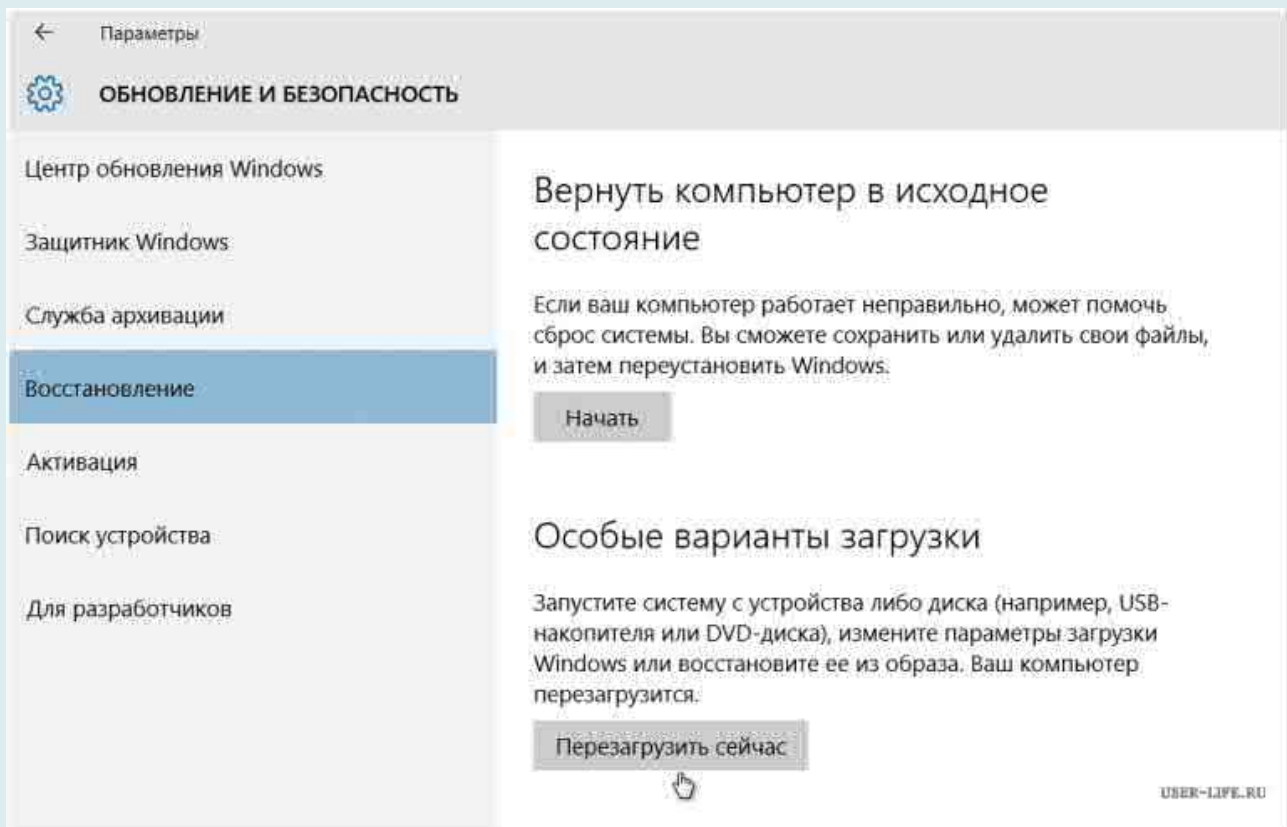 Параметры
ОБНОВЛЕНИЕ И БЕЗОПАСНОСТЬ
Центр обновления Windows
Защитник Windows
Служба архивации
Восстановление
Активация
Поиск устройства
Для разработчиков
Вернуть компьютер в исходное
состояние
Если ваш компьютер работает неправильно, может помочь
сброс системы. Вы сможете сохранить или удалить свои файлы,
и затем переустановить Windows.
Начать
Особые варианты загрузки
Запустите систему с устройства либо диска (например, USB-
накопителя или DVD-диска), измените параметры загрузки
Windows или восстановите ее из образа. Ваш компьютер
перезагрузится.
Перезагрузить сейчас
USER-LIFE.RU